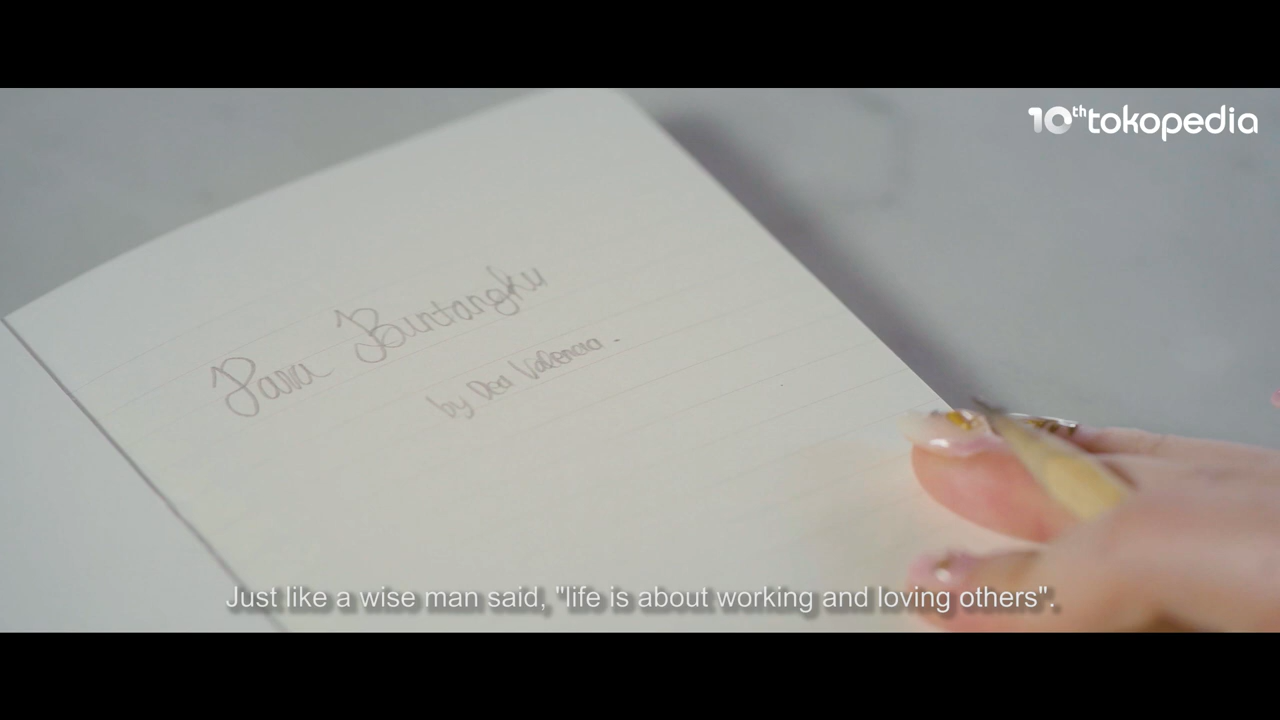 10th tokopedia
Para Bintangku
by Dea Valencia.
Just like a wise man said, "life is about working and loving others".